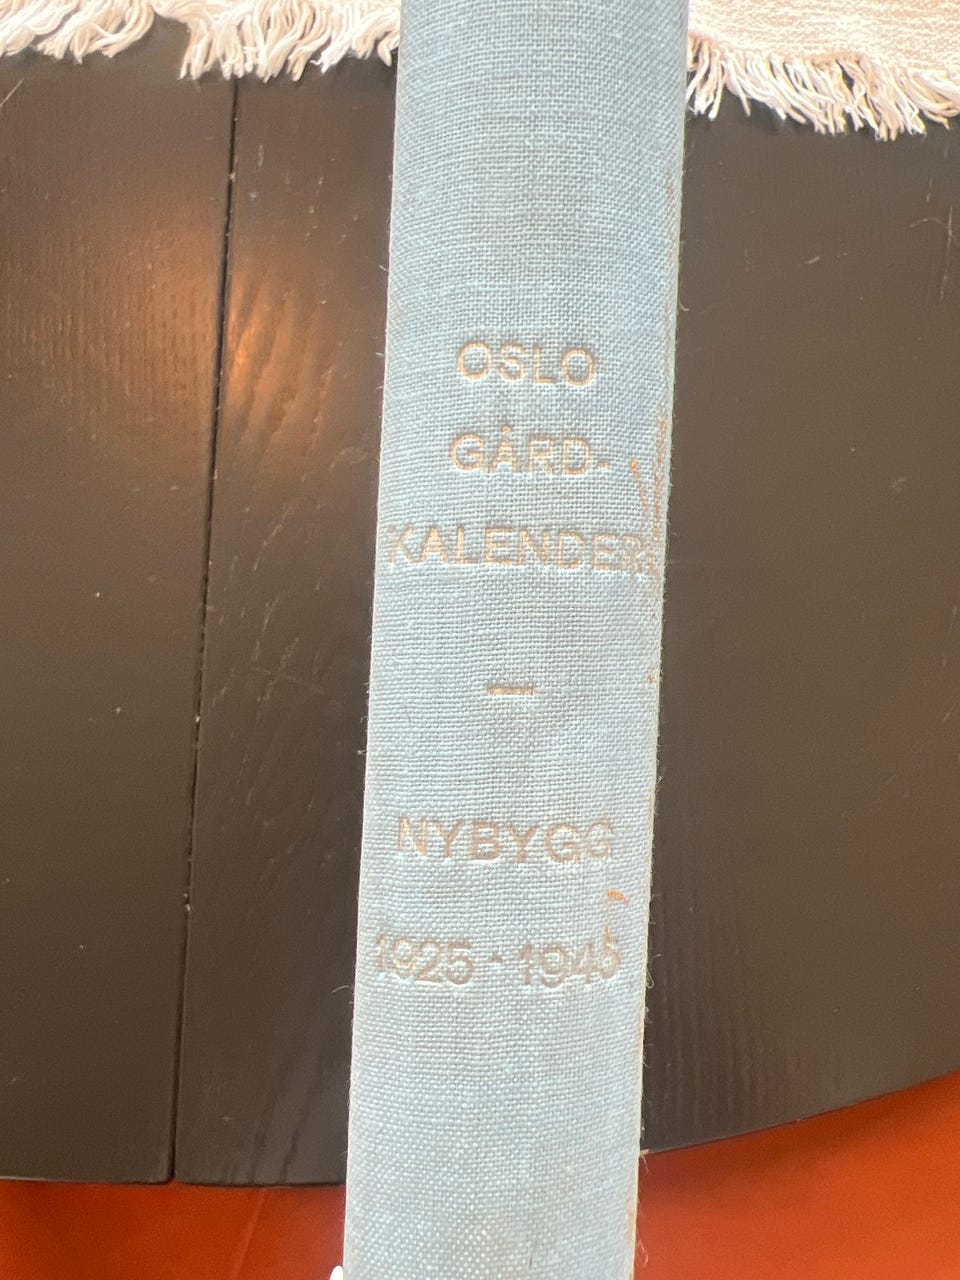 OSLO
GÅRD-
KALENDER
—
NYBYGG
1925 - 1945